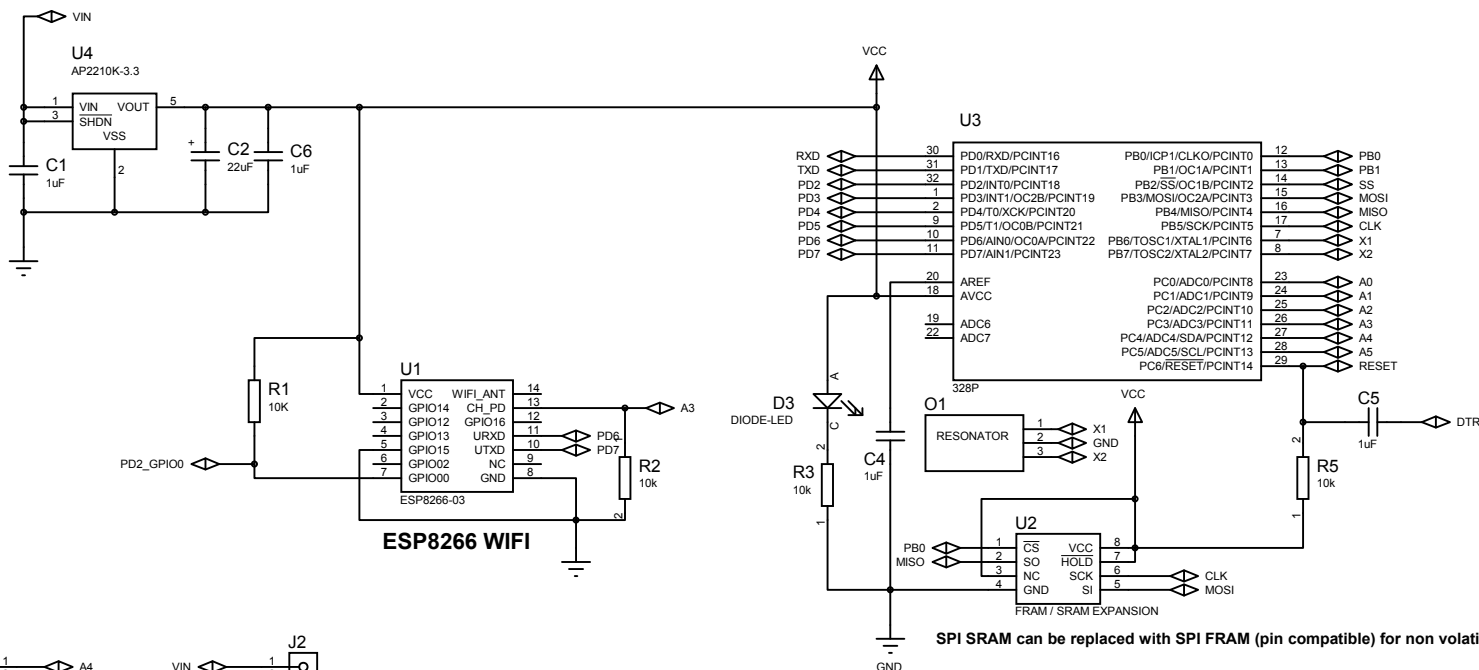 VIN
U4
AP2210K-3.3
1 VIN VOUT 5
3 SHDN
VSS
2
C1
1uF
+
C2
22uF
C6
1uF
VCC
U3
RXD 30 PD0/RXD/PCINT16 PB0/ICP1/CLKO/PCINT0 12 PB0
TXD 31 PD1/TXD/PCINT17 PB1/OC1A/PCINT1 13 PB1
PD2 32 PD2/INT0/PCINT18 PB2/SS/OC1B/PCINT2 14 SS
PD3 1 PD3/INT1/OC2B/PCINT19 PB3/MOSI/OC2A/PCINT3 15 MOSI
PD4 2 PD4/T0/XCK/PCINT20 PB4/MISO/PCINT4 16 MISO
PD5 9 PD5/T1/OC0B/PCINT21 PB5/SCK/PCINT5 17 CLK
PD6 10 PD6/AIN0/OC0A/PCINT22 PB6/TOSC1/XTAL1/PCINT6 7 X1
PD7 11 PD7/AIN1/PCINT23 PB7/TOSC2/XTAL2/PCINT7 8 X2
20 AREF PC0/ADC0/PCINT8 23 A0
18 AVCC PC1/ADC1/PCINT9 24 A1
PC2/ADC2/PCINT10 25 A2
19 ADC6 PC3/ADC3/PCINT11 26 A3
22 ADC7 PC4/ADC4/SDA/PCINT12 27 A4
PC5/ADC5/SCL/PCINT13 28 A5
PC6/RESET/PCINT14 29 RESET
328P
R1
10K
PD2_GPIO0
U1
1 VCC WIFI_ANT 14
2 GPIO14 CH_PD 13 A3
3 GPIO12 GPIO16 12
4 GPIO13 URXD 11 PD6
5 GPIO15 UTXD 10 PD7
6 GPIO02 NC 9
7 GPIO00 GND 8
ESP8266-03
1
R2
10k
2
ESP8266 WIFI
A
D3
DIODE-LED
C
2
R3
10k
1
C4
1uF
O1
RESONATOR
1 X1
2 GND
3 X2
VCC
C5
1uF
DTR
2
R5
10k
1
U2
PB0 1 CS VCC 8
MISO 2 SO HOLD 7
3 NC SCK 6 CLK
4 GND SI 5 MOSI
FRAM / SRAM EXPANSION
GND
SPI SRAM can be replaced with SPI FRAM (pin compatible) for non
1 A4
J2
VIN 1